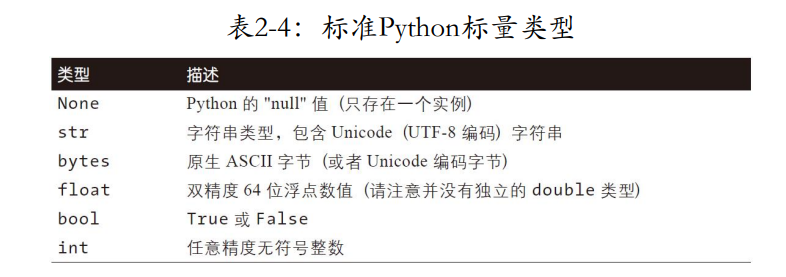 表2-4：标准Python标量类型
类型 描述
None Python 的 "null" 值（只存在一个实例）
str 字符串类型，包含 Unicode（UTF-8 编码）字符串
bytes 原生 ASCII 字节（或者 Unicode 编码字节）
float 双精度 64 位浮点数值（请注意并没有独立的 double 类型）
bool True 或 False
int 任意精度无符号整数